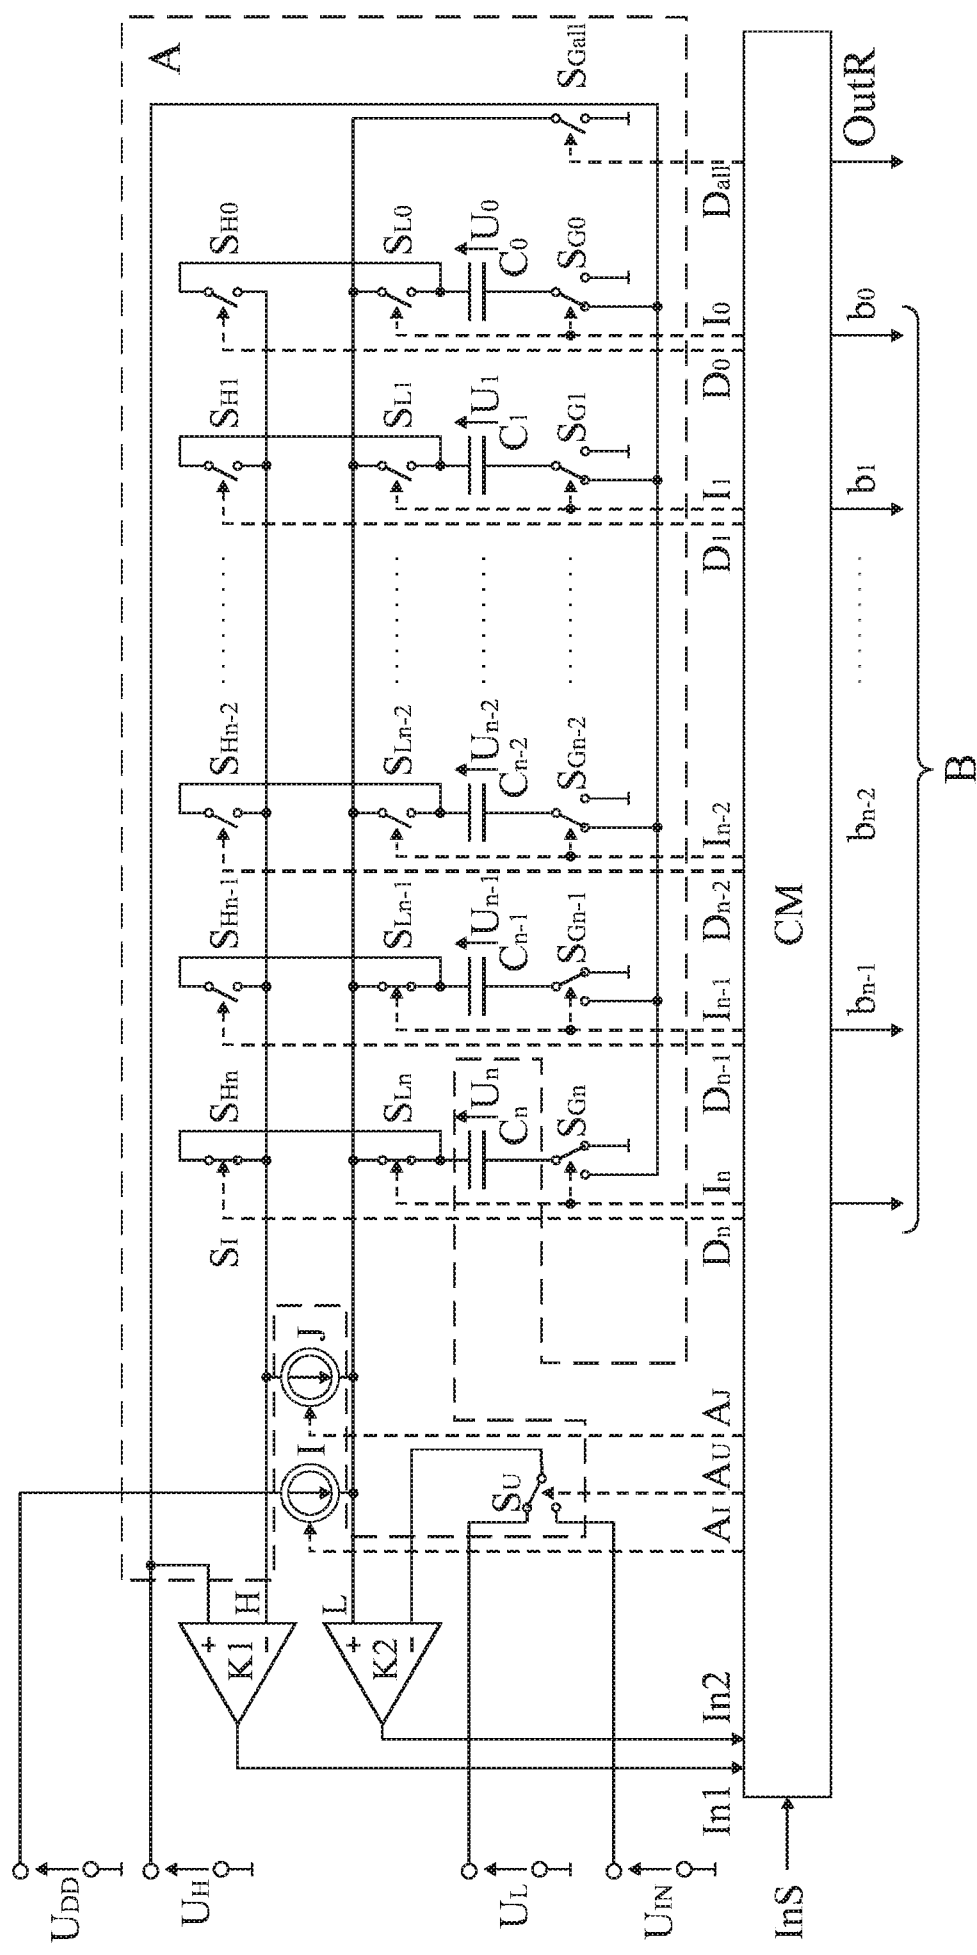 A
UDD
UH
UL
UIN
InS
In1
In2
K1
+
−
H
K2
+
−
L
I
J
SU
AI
AU
AJ
SI
SHn
SHn-1
SHn-2
SH1
SH0
SLn
SLn-1
SLn-2
SL1
SL0
Un
Un-1
Un-2
U1
U0
Cn
Cn-1
Cn-2
C1
C0
SGn
SGn-1
SGn-2
SG1
SG0
SGall
Dn
In
Dn-1
In-1
Dn-2
In-2
D1
I1
D0
I0
Dall
CM
bn-1
bn-2
b1
b0
OutR
B